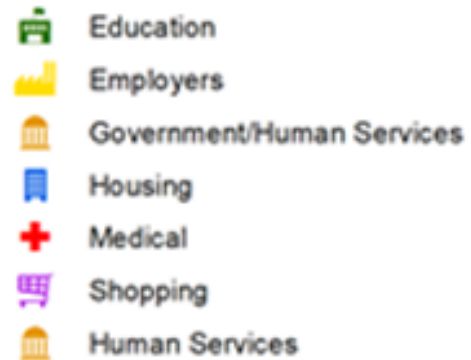 Education
Employers
Government/Human Services
Housing
Medical
Shopping
Human Services